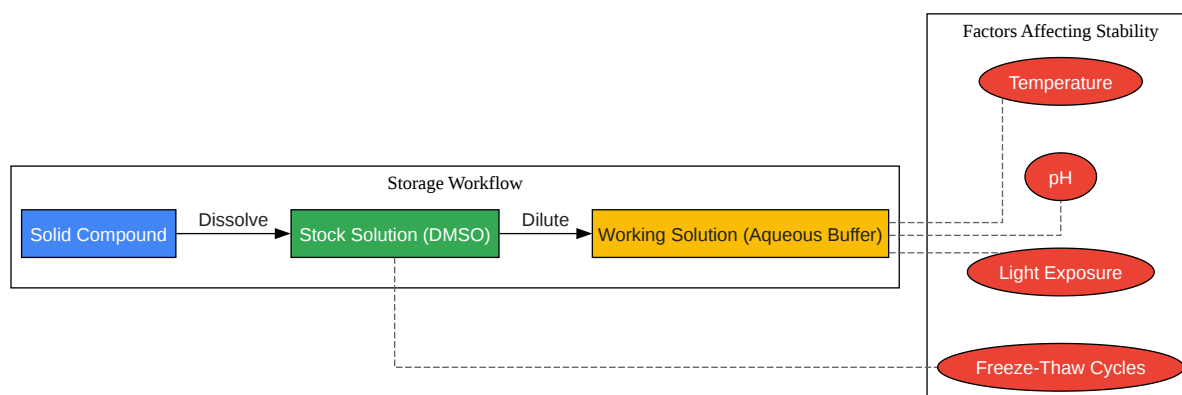 Factors Affecting Stability
Temperature
pH
Storage Workflow
Solid Compound
Dissolve
Stock Solution (DMSO)
Dilute
Working Solution (Aqueous Buffer)
Light Exposure
Freeze-Thaw Cycles